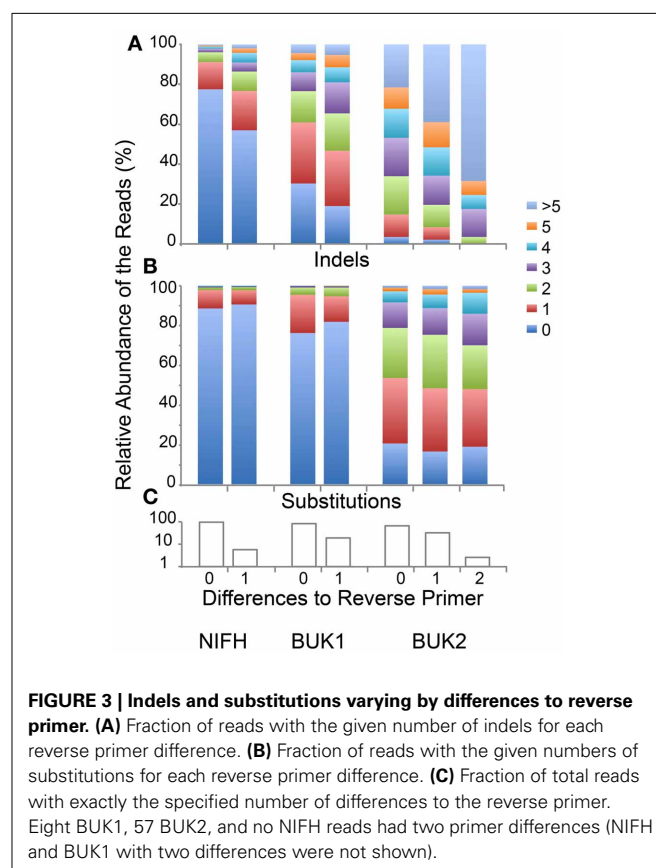 A
100
80
60
40
20
0
Indels
B
100
80
60
40
20
0
Substitutions
Relative Abundance of the Reads (%)
>5
5
4
3
2
1
0
C
100
10
1
0 1 0 1 0 1 2
Differences to Reverse Primer
NIFH BUK1 BUK2
FIGURE 3 | Indels and substitutions varying by differences to reverse
primer. (A) Fraction of reads with the given number of indels for each
reverse primer difference. (B) Fraction of reads with the given numbers of
substitutions for each reverse primer difference. (C) Fraction of total reads
with exactly the specified number of differences to the reverse primer.
Eight BUK1, 57 BUK2, and no NIFH reads had two primer differences (NIFH
and BUK1 with two differences were not shown).